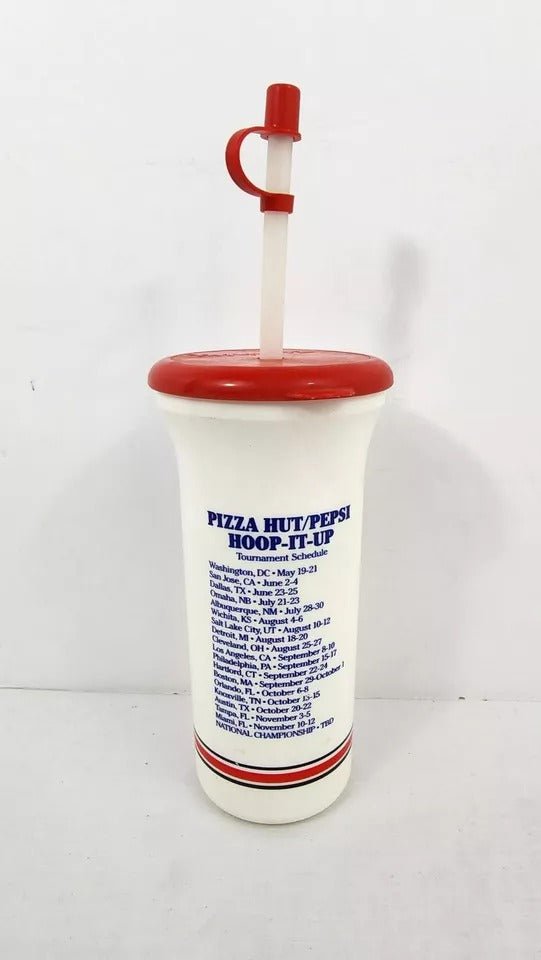 PIZZA HUT/PEPSI
HOOP-IT-UP
Tournament Schedule
Washington, DC • May 19-21
San Jose, CA • June 2-4
Dallas, TX • June 23-25
Omaha, NB • July 21-23
Albuquerque, NM • July 28-30
Wichita, KS • August 4-6
Salt Lake City, UT • August 10-12
Detroit, MI • August 18-20
Cleveland, OH • August 25-27
Los Angeles, CA • September 8-10
Philadelphia, PA • September 15-17
Hartford, CT • September 22-24
Boston, MA • September 29-October 1
Orlando, FL • October 6-8
Knoxville, TN • October 13-15
Austin, TX • October 20-22
Tampa, FL • November 3-5
Miami, FL • November 10-12
NATIONAL CHAMPIONSHIP • TBD